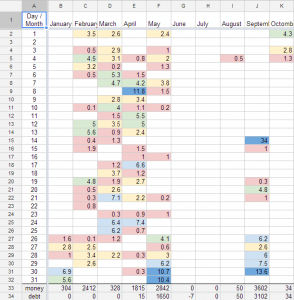 A B C D E F G H I J K
1 Day / Month January Februar March April May June July August Septemb Octomb
2 1 3.5 2.6 2.4 4.3
3 2
4 3 0.5 2.9 1 2.8
5 4 4.5 3.1 0.8 2 0.5 1.3
6 5 3.2 0.2 1.3
7 6 0.5 5.3 1.5
8 7 4.7 4.2 3.8
9 8 11.8 1.5
10 9 2.8 3.4
11 10 0.1 4 1.1 0.2
12 11 1.5 5.5
13 12 5 3.5 5
14 13 5.6 0.9 2.4
15 14 0.4 1.3 34
16 15 1.9 1.5 1
17 16 1 1
18 17 1.2 6.6
19 18 3.7 1.2
20 19 4.8 1.9 2.7 0.3
21 20 0.5 2.6 4.8
22 21 0.3 7.1 2.2 0.2 1
23 22 0.8
24 23 0.3 0.9 1
25 24 6.4 7.4
26 25 6.2 0.7
27 26 1.6 0.1 1.2 4.1 6.2
28 27 2.8 2.5 0.6 2.6
29 28 1 3.4 2.2 0.3 3 6
30 29 2.6 6.2 7.5
31 30 6.9 0.3 10.7 13.6
32 31 5.6 10.4
33 money 304 2412 328 1815 2842 0 0 50 3602 34
34 debt 0 0 15 1650 -7 0 50 3102 34